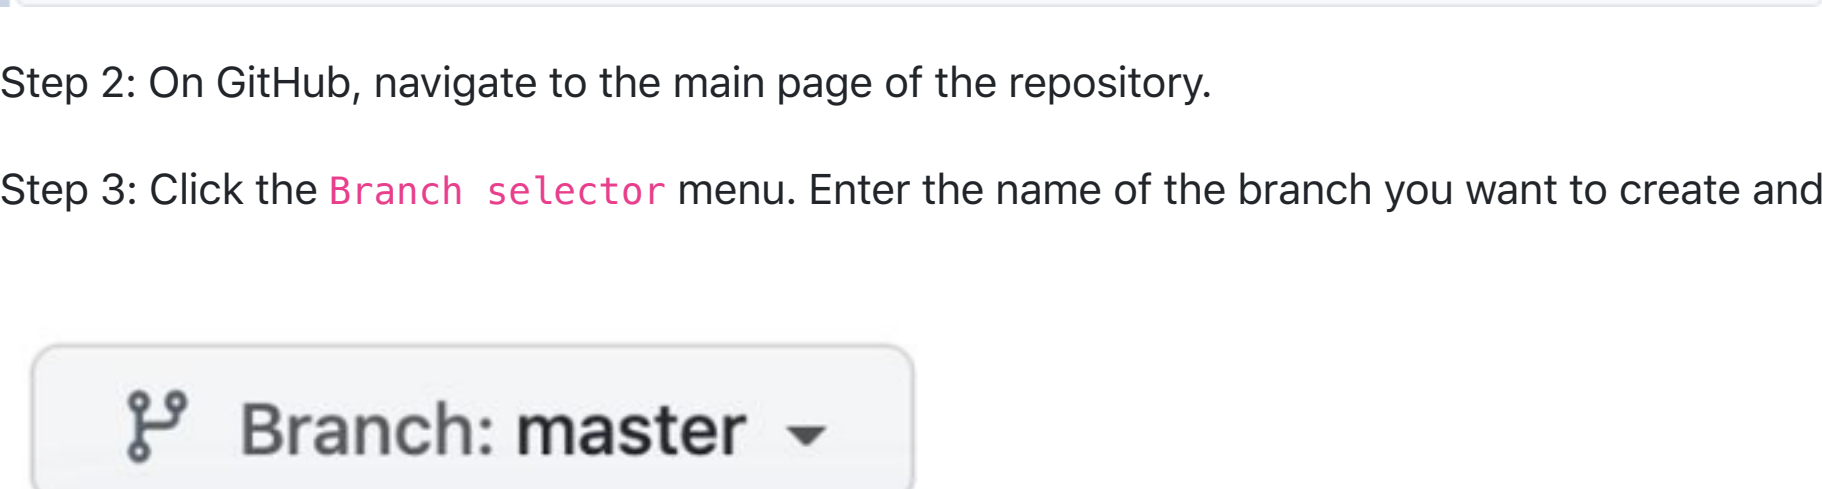 Step 2: On GitHub, navigate to the main page of the repository.
Step 3: Click the Branch selector menu. Enter the name of the branch you want to create and
Branch: master